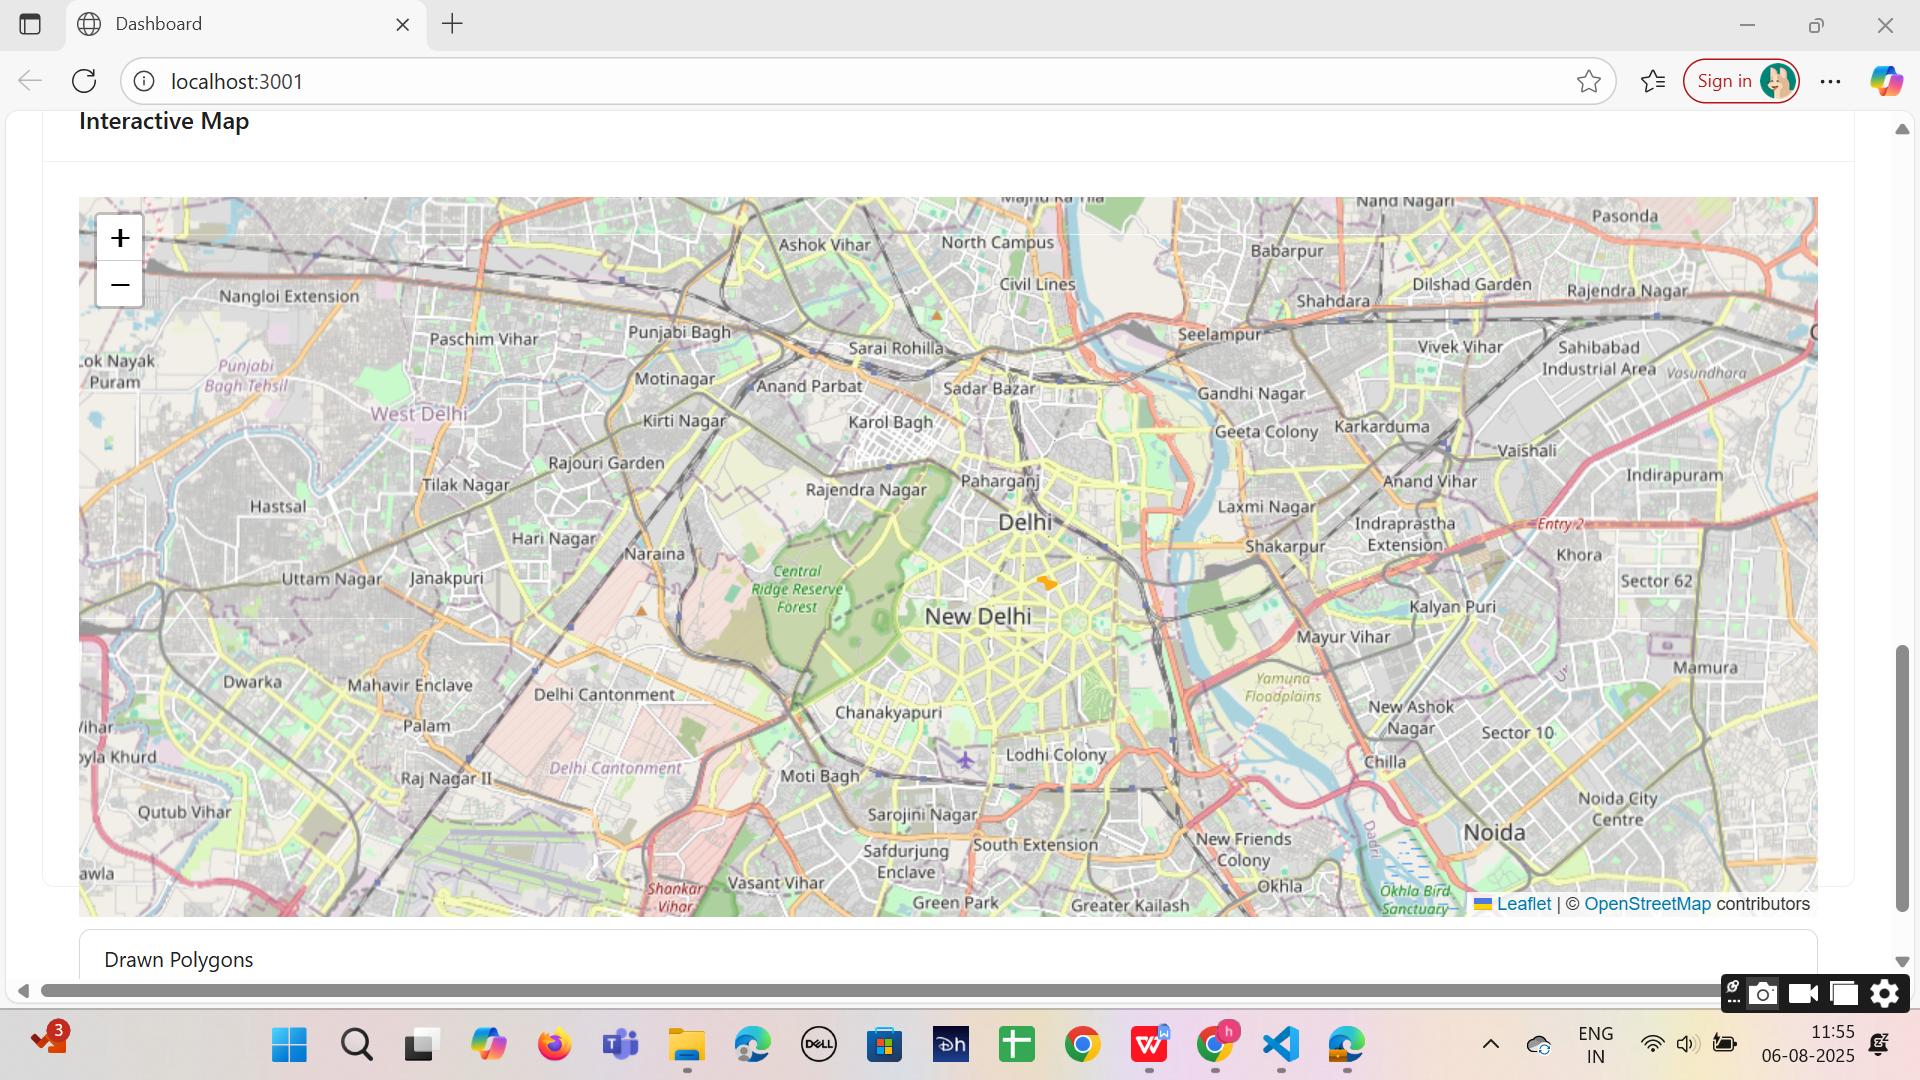 Dashboard
localhost:3001
Sign in
Interactive Map
+
−
Ashok Vihar
North Campus
Majnu Ka Tila
Babarpur
Nand Nagari
Pasonda
Nangloi Extension
Civil Lines
Shahdara
Dilshad Garden
Rajendra Nagar
Paschim Vihar
Punjabi Bagh
Sarai Rohilla
Seelampur
Vivek Vihar
Sahibabad
Industrial Area
Vasundhara
ok Nayak
Puram
Punjabi
Bagh Tehsil
Motinagar
Anand Parbat
Sadar Bazar
Gandhi Nagar
West Delhi
Kirti Nagar
Karol Bagh
Geeta Colony
Karkarduma
Vaishali
Rajouri Garden
Tilak Nagar
Rajendra Nagar
Paharganj
Anand Vihar
Indirapuram
Hastsal
Delhi
Laxmi Nagar
Indraprastha
Extension
Entry 2
Hari Nagar
Naraina
Shakarpur
Khora
Uttam Nagar
Janakpuri
Central
Ridge Reserve
Forest
Sector 62
New Delhi
Kalyan Puri
Mayur Vihar
Mamura
Dwarka
Mahavir Enclave
Delhi Cantonment
Yamuna
Floodplains
Palam
Chanakyapuri
New Ashok
Nagar
Sector 10
Vihar
oyla Khurd
Raj Nagar II
Delhi Cantonment
Moti Bagh
Lodhi Colony
Chilla
Qutub Vihar
Sarojini Nagar
Noida City
Centre
Dadri
Noida
Safdurjung
Enclave
South Extension
New Friends
Colony
awla
Shankar
Vihar
Vasant Vihar
Green Park
Greater Kailash
Okhla
Okhla Bird
Sanctuary
Leaflet | © OpenStreetMap contributors
Drawn Polygons
3
DELL
Dh
W
h
ENG
IN
11:55
06-08-2025